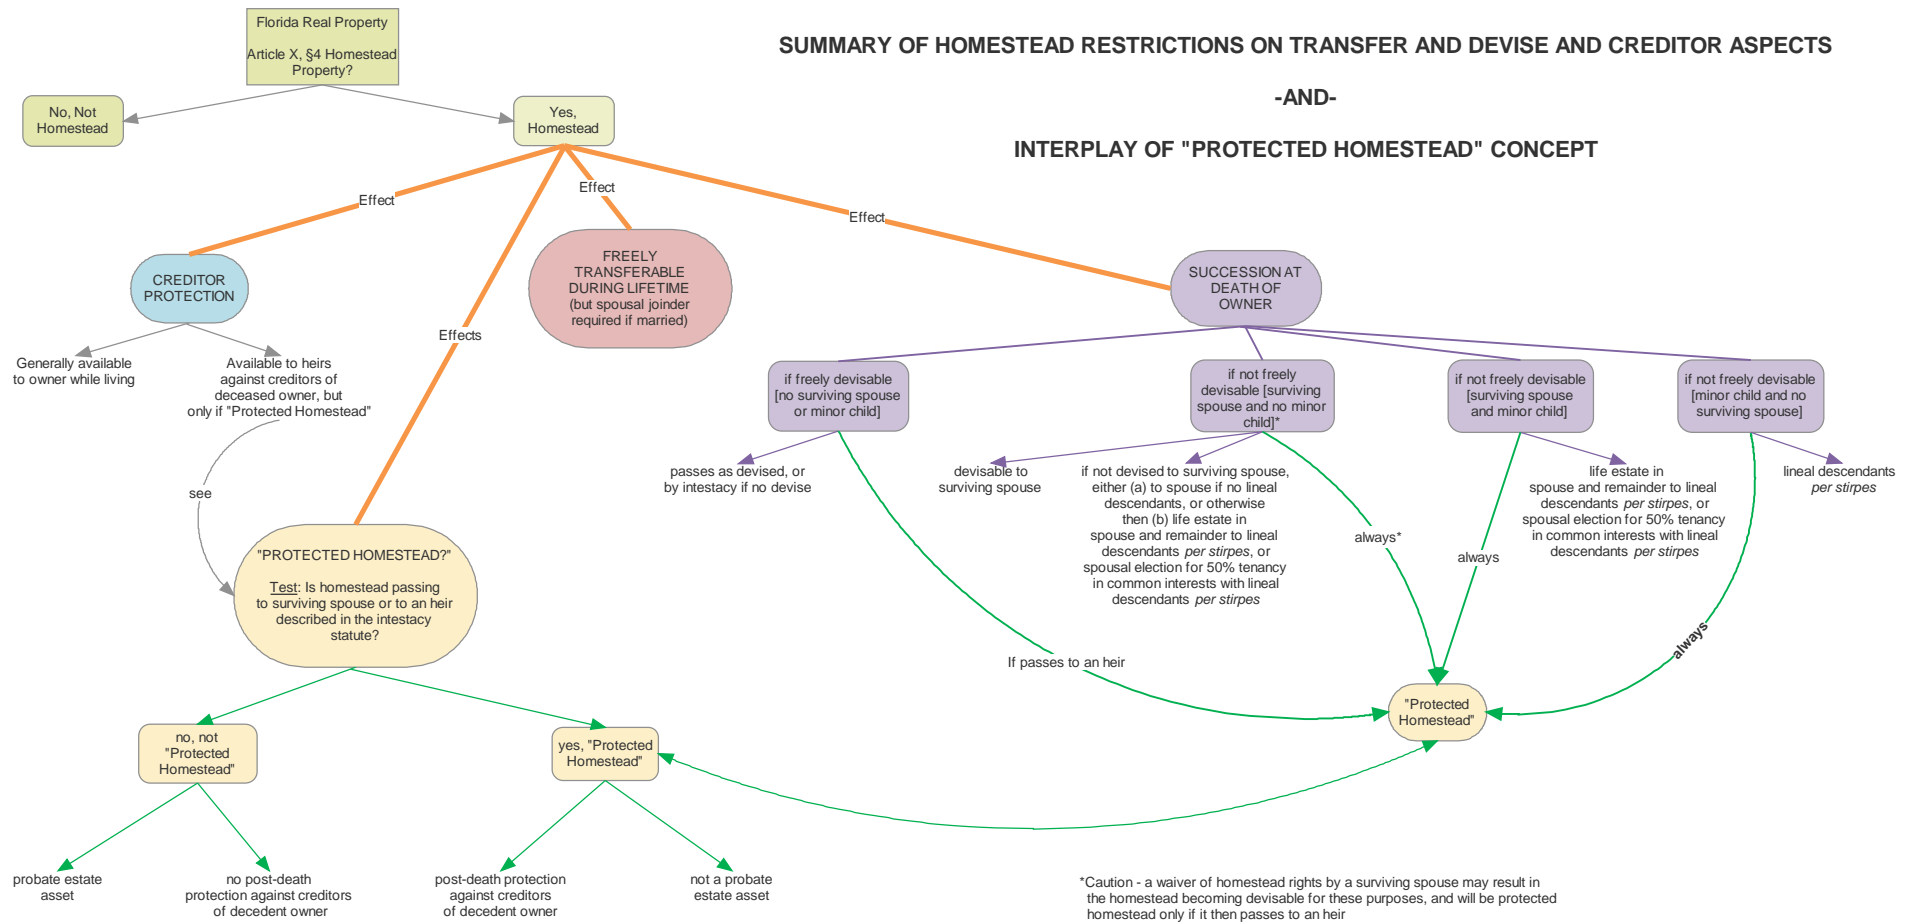 Florida Real Property
Article X, §4 Homestead
Property?
SUMMARY OF HOMESTEAD RESTRICTIONS ON TRANSFER AND DEVISE AND CREDITOR ASPECTS
-AND-
INTERPLAY OF "PROTECTED HOMESTEAD" CONCEPT
No, Not
Homestead
Yes,
Homestead
Effect
Effect
Effect
Effects
CREDITOR
PROTECTION
FREELY
TRANSFERABLE
DURING LIFETIME
(but spousal joinder
required if married)
SUCCESSION AT
DEATH OF
OWNER
Generally available
to owner while living
Available to heirs
against creditors of
deceased owner, but
only if "Protected Homestead"
see
if freely devisable
[no surviving spouse
or minor child]
if not freely
devisable [surviving
spouse and no minor
child]*
if not freely devisable
[surviving spouse
and minor child]
if not freely devisable
[minor child and no
surviving spouse]
passes as devised, or
by intestacy if no devise
devisable to
surviving spouse
if not devised to surviving spouse,
either (a) to spouse if no lineal
descendants, or otherwise
then (b) life estate in
spouse and remainder to lineal
descendants per stirpes, or
spousal election for 50% tenancy
in common interests with lineal
descendants per stirpes
life estate in
spouse and remainder to lineal
descendants per stirpes, or
spousal election for 50% tenancy
in common interests with lineal
descendants per stirpes
lineal descendants
per stirpes
If passes to an heir
always*
always
always
"Protected
Homestead"
"PROTECTED HOMESTEAD?"
Test: Is homestead passing
to surviving spouse or to an heir
described in the intestacy
statute?
no, not
"Protected
Homestead"
yes, "Protected
Homestead"
probate estate
asset
no post-death
protection against creditors
of decedent owner
post-death protection
against creditors
of decedent owner
not a probate
estate asset
*Caution - a waiver of homestead rights by a surviving spouse may result in
the homestead becoming devisable for these purposes, and will be protected
homestead only if it then passes to an heir